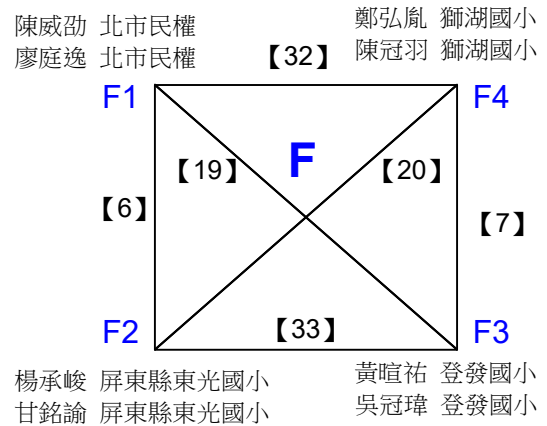 陳威劭 北市民權
廖庭逸 北市民權
鄭弘胤 獅湖國小
陳冠羽 獅湖國小
【32】
F1
F4
F
【19】
【20】
【6】
【7】
F2
【33】
F3
楊承峻 屏東縣東光國小
甘銘諭 屏東縣東光國小
黃暄祐 登發國小
吳冠瑋 登發國小